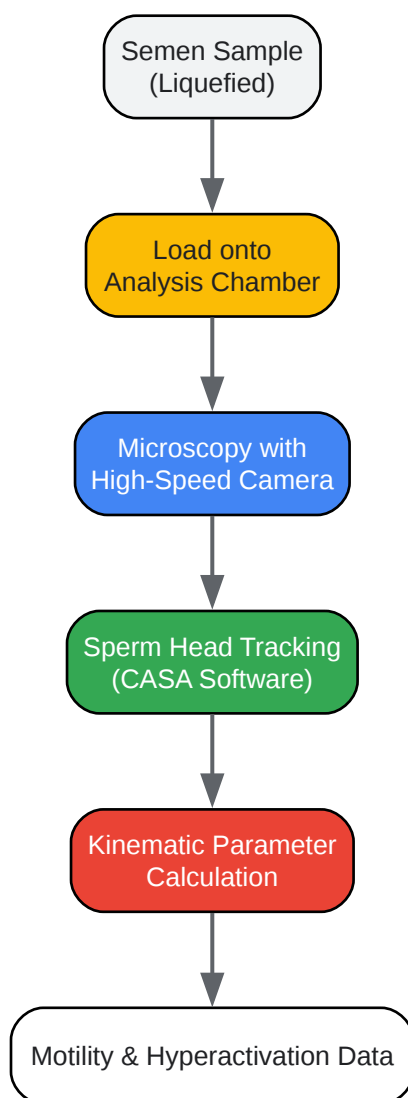 Semen Sample
(Liquefied)
Load onto
Analysis Chamber
Microscopy with
High-Speed Camera
Sperm Head Tracking
(CASA Software)
Kinematic Parameter
Calculation
Motility & Hyperactivation Data